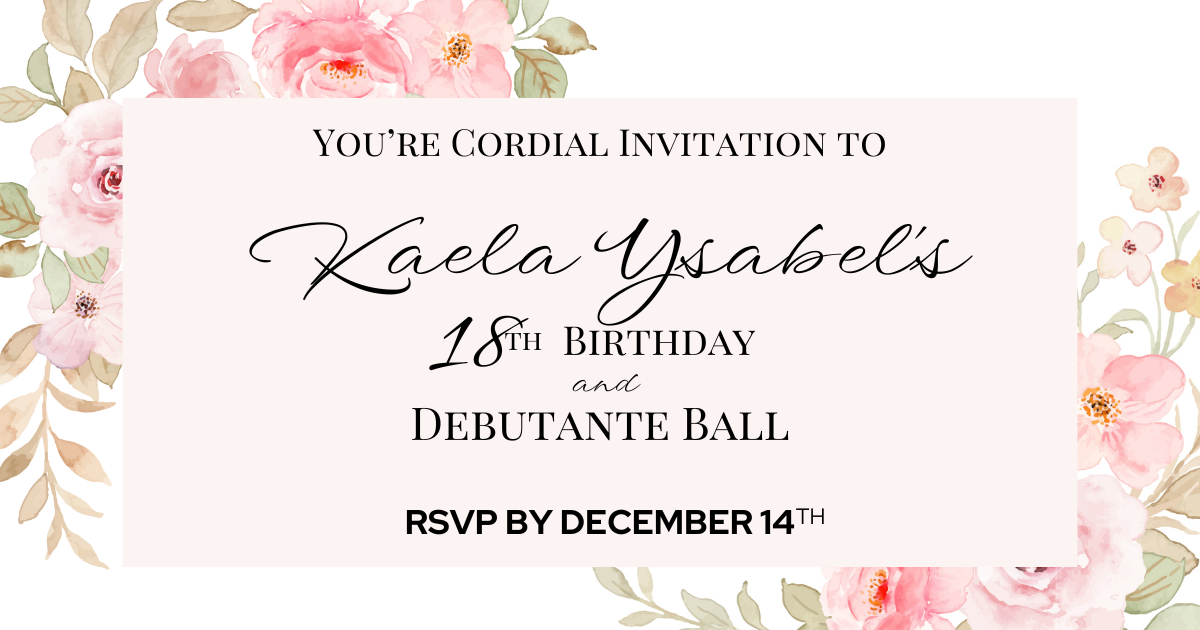 You’re Cordial Invitation to
Kaela Ysabel's
18th Birthday
and
Debutante Ball
RSVP BY DECEMBER 14TH